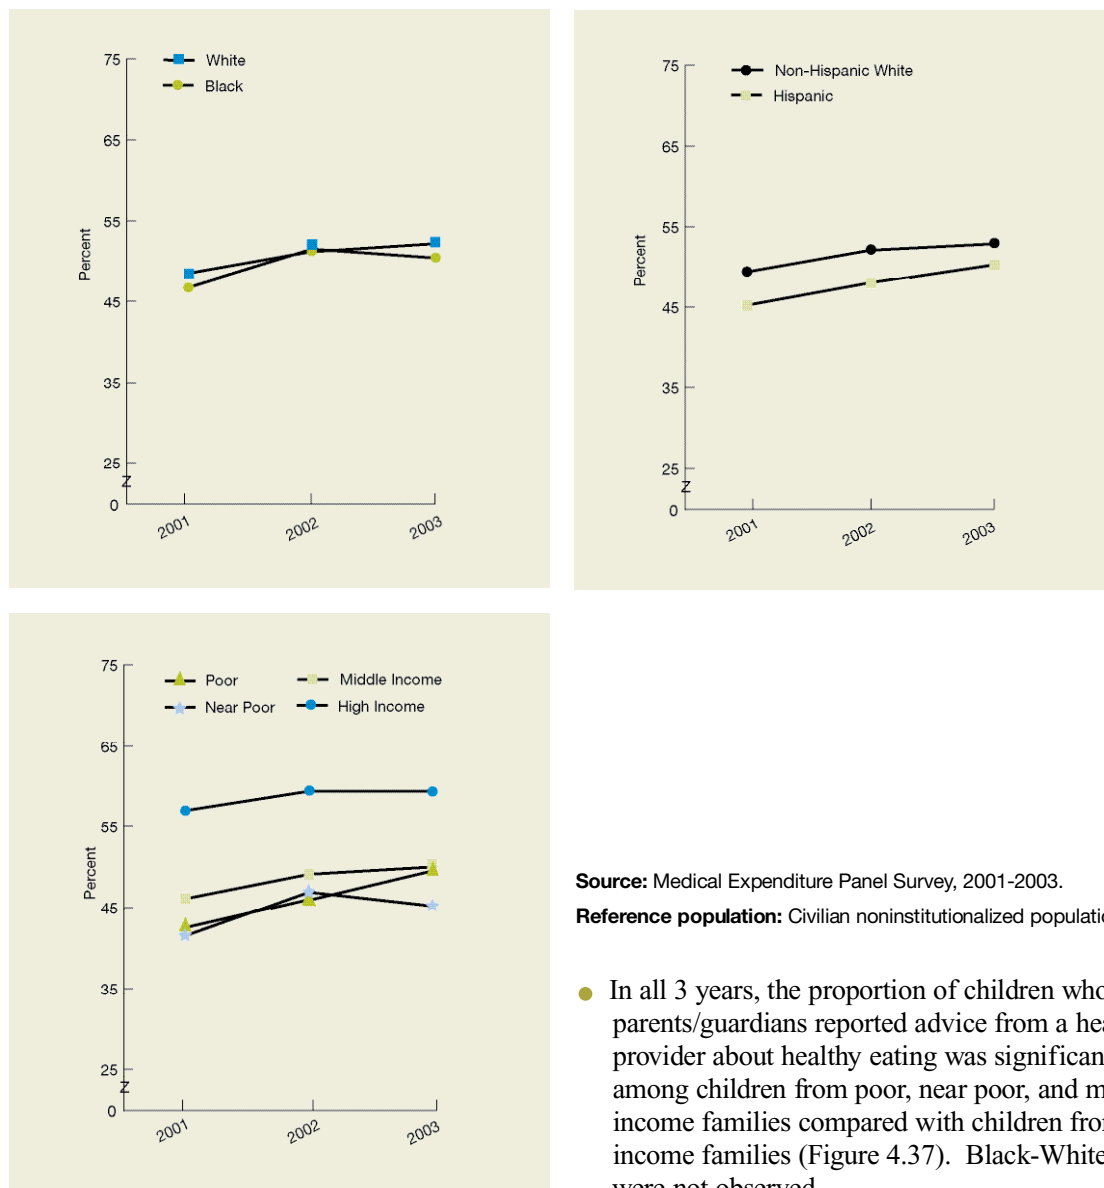 75
White
Black
65
55
Percent
45
35
25
Z
0
2001
2002
2003
75
Non-Hispanic White
Hispanic
65
55
Percent
45
35
25
Z
0
2001
2002
2003
75
Poor
Middle Income
Near Poor
High Income
65
55
Percent
45
35
25
Z
0
2001
2002
2003
Source: Medical Expenditure Panel Survey, 2001-2003.
Reference population: Civilian noninstitutionalized
In all 3 years, the proportion of children
parents/guardians reported advice from a
provider about healthy eating was
among children from poor, near poor, and
income families compared with children
income families (Figure 4.37). Black-White
were not observed